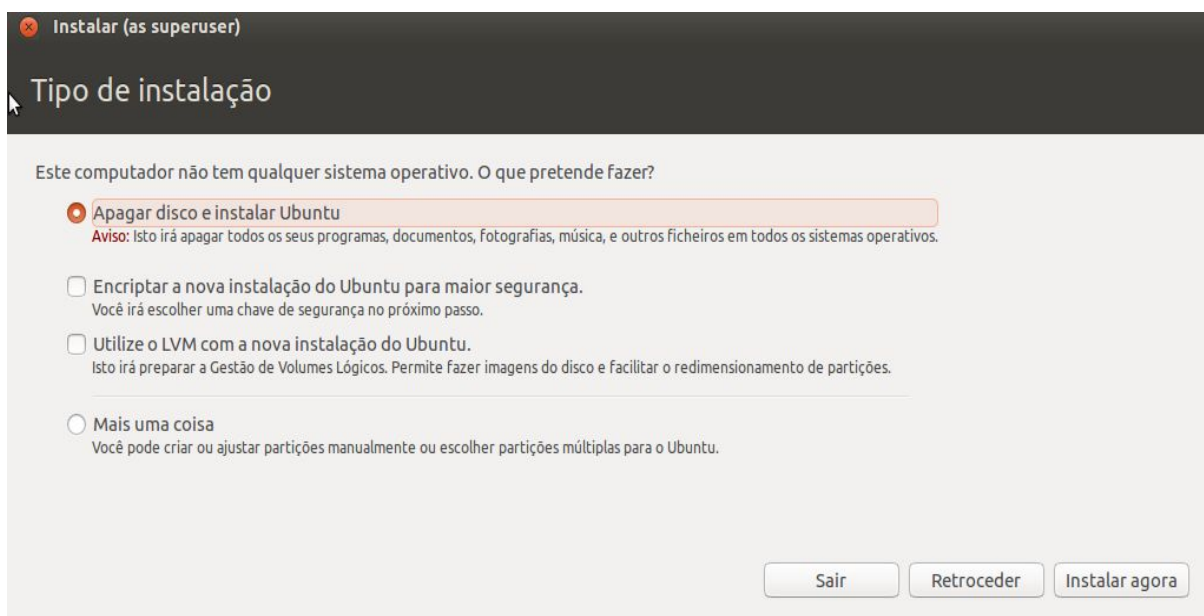 Instalar (as superuser)
Tipo de instalação
Este computador não tem qualquer sistema operativo. O que pretende fazer?
Apagar disco e instalar Ubuntu
Aviso: Isto irá apagar todos os seus programas, documentos, fotografias, música, e outros ficheiros em todos os sistemas operativos.
Encriptar a nova instalação do Ubuntu para maior segurança.
Você irá escolher uma chave de segurança no próximo passo.
Utilize o LVM com a nova instalação do Ubuntu.
Isto irá preparar a Gestão de Volumes Lógicos. Permite fazer imagens do disco e facilitar o redimensionamento de partições.
Mais uma coisa
Você pode criar ou ajustar partições manualmente ou escolher partições múltiplas para o Ubuntu.
Sair Retroceder Instalar agora